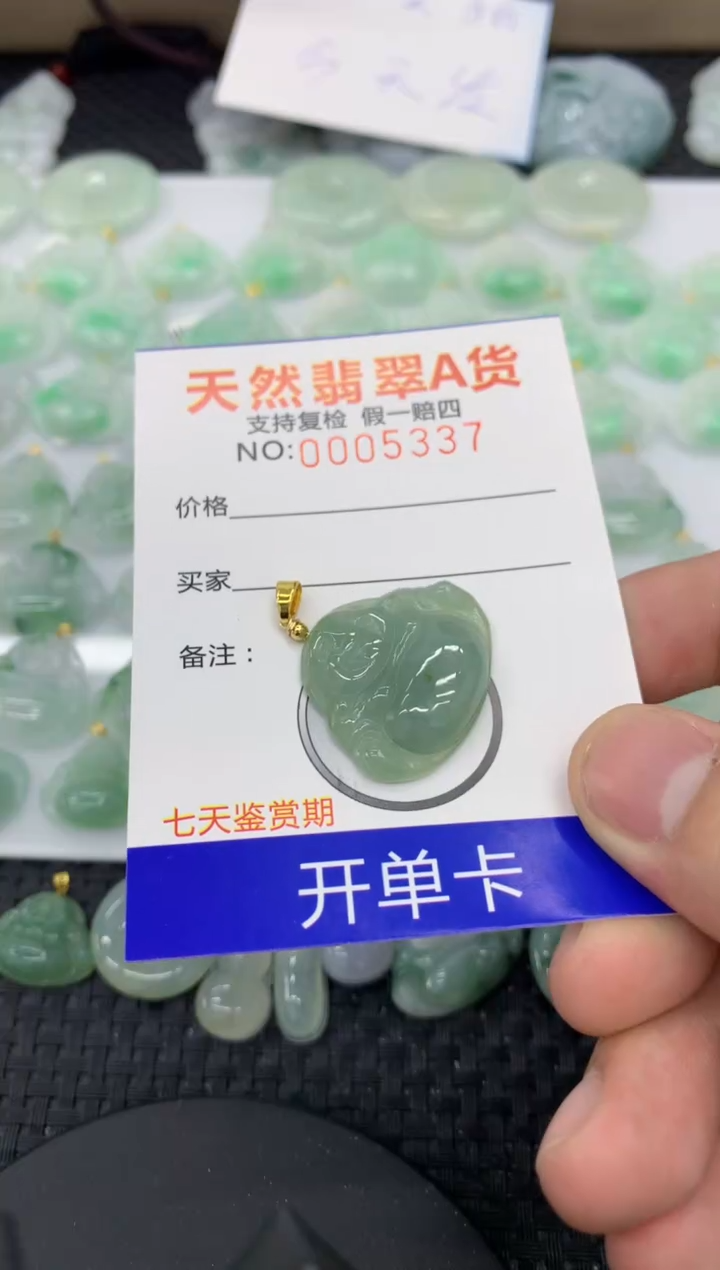 天然翡翠A货
支持复检 假一赔四
NO:0005337
价格
买家
备注：
七天鉴赏期
开单卡